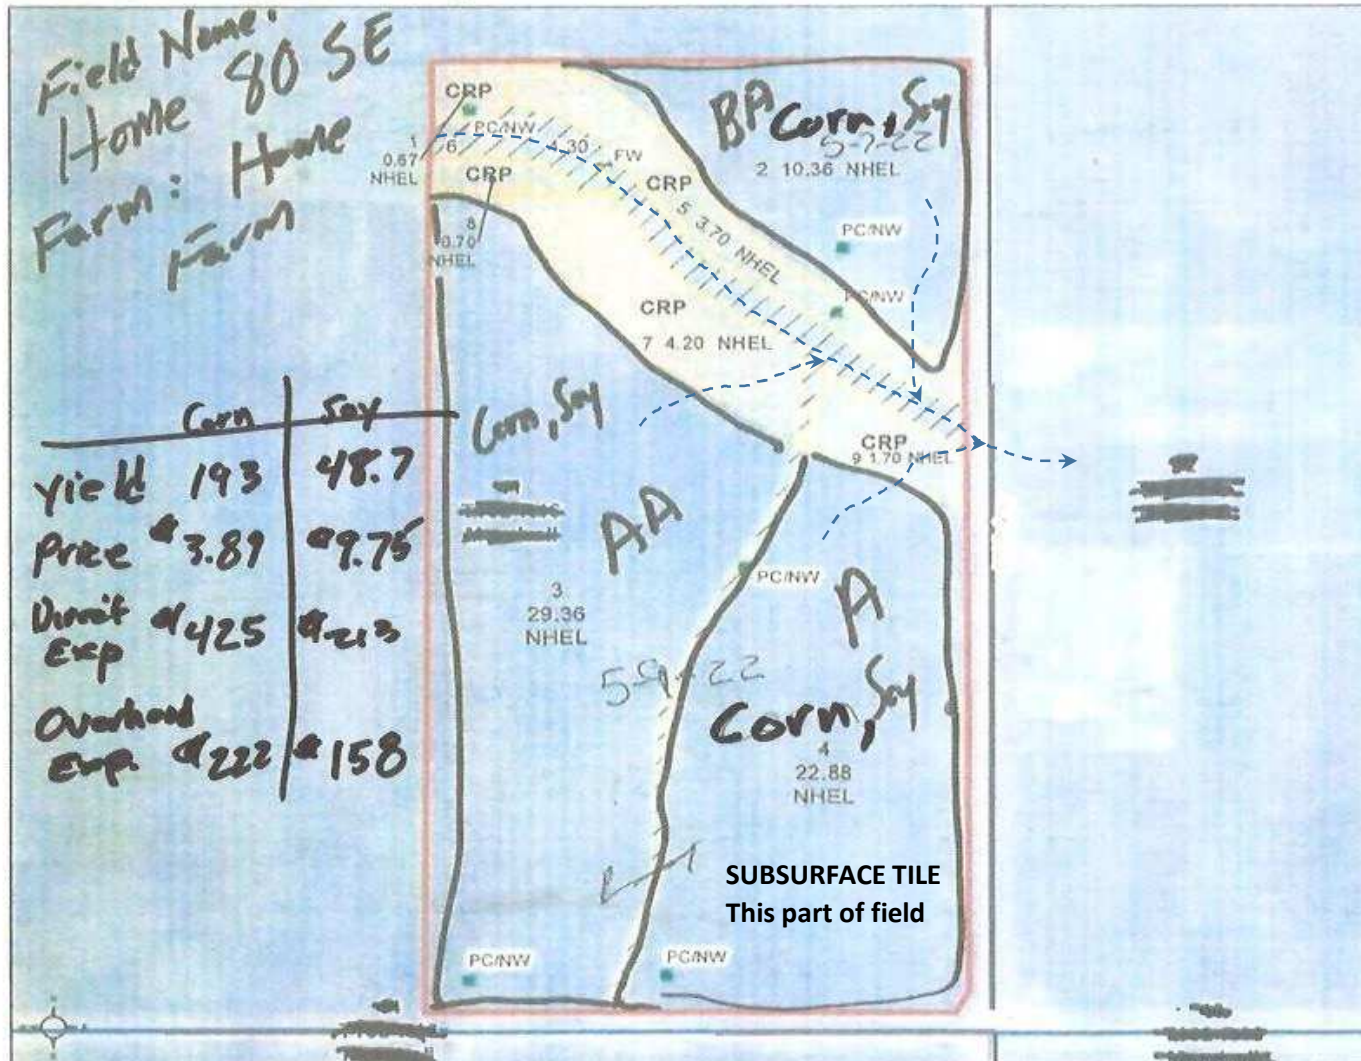 Field Name:
Home 80 SE
Farm: Home
Farm
CRP
PC/NW
1
0.67
NHEL
6
4.30
FW
CRP
8
0.70
NHEL
CRP
5 3.70 NHEL
BA Corn, Soy
5-7-22
2 10.36 NHEL
PC/NW
PC/NW
CRP
7 4.20 NHEL
CRP
9 1.70 NHEL
Corn Soy
Yield 193 48.7
Price $3.89 $9.75
Direct $425 $213
Exp
Overhead
Exp. $222 $158
Corn, Soy
AA
3
29.36
NHEL
5-9-22
PC/NW
A
Corn, Soy
4
22.88
NHEL
SUBSURFACE TILE
This part of field
PC/NW
PC/NW